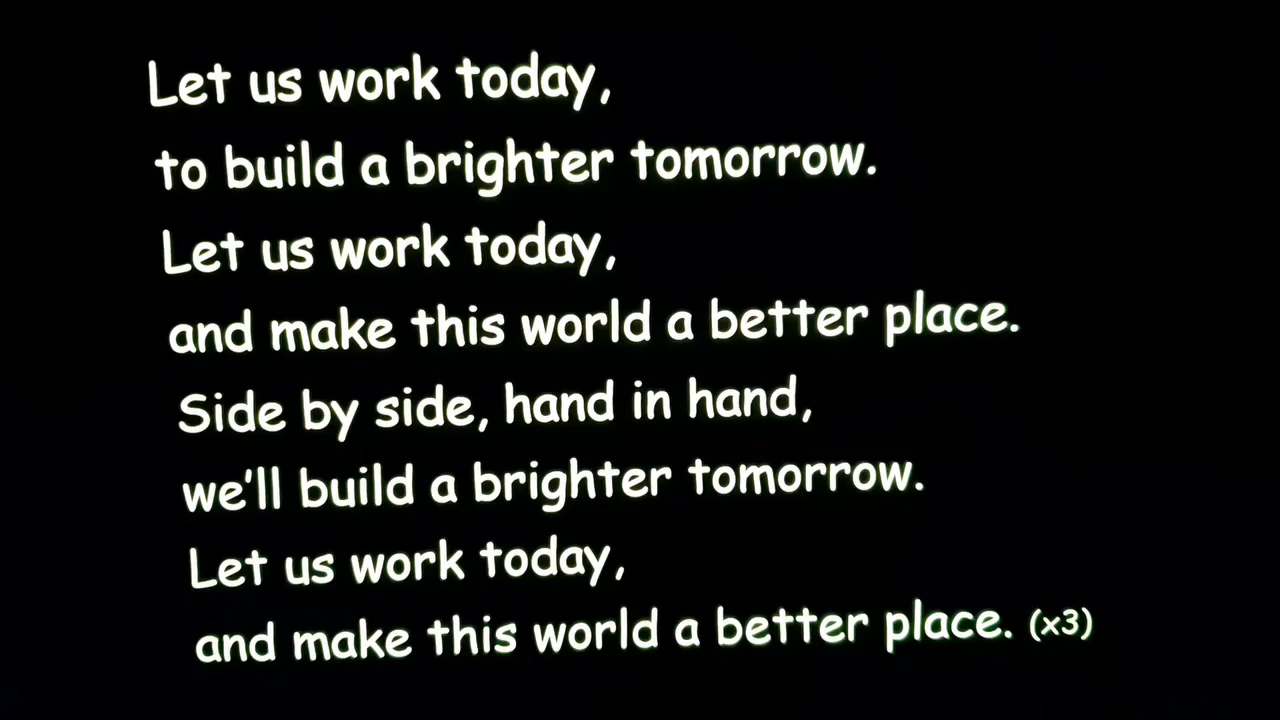 Let us work today,
to build a brighter tomorrow.
Let us work today,
and make this world a better place.
Side by side, hand in hand,
we'll build a brighter tomorrow.
Let us work today,
and make this world a better place. (x3)